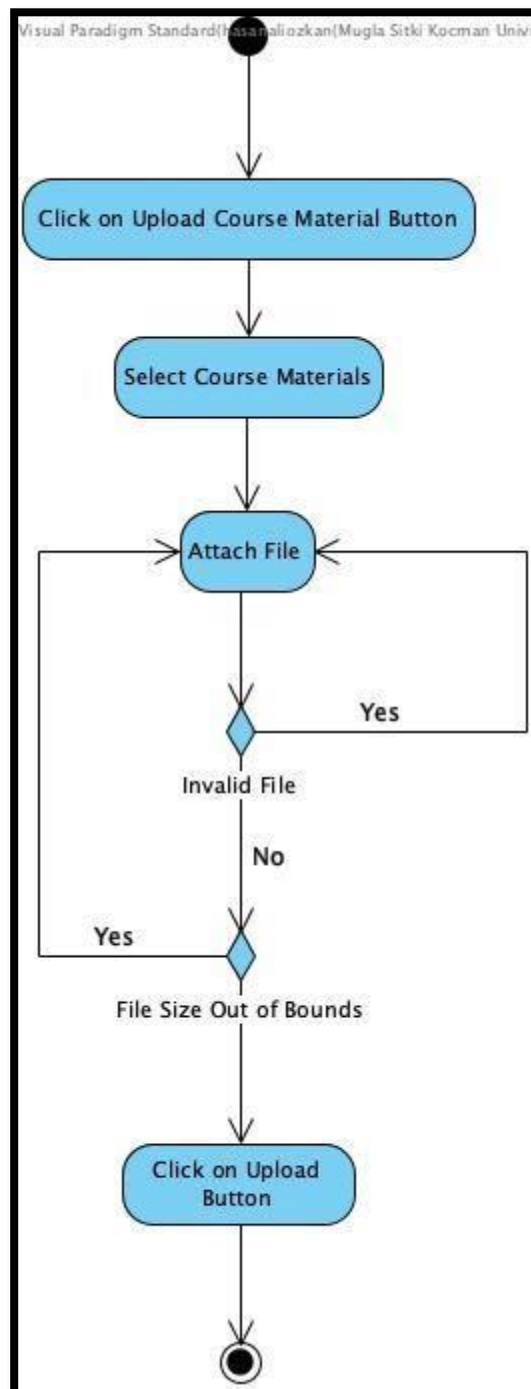 Visual Paradigm Standard(hasanaliozkan(Mugla Sitki Kocman Unive
Click on Upload Course Material Button
Select Course Materials
Attach File
Yes
Invalid File
No
Yes
File Size Out of Bounds
Click on Upload
Button